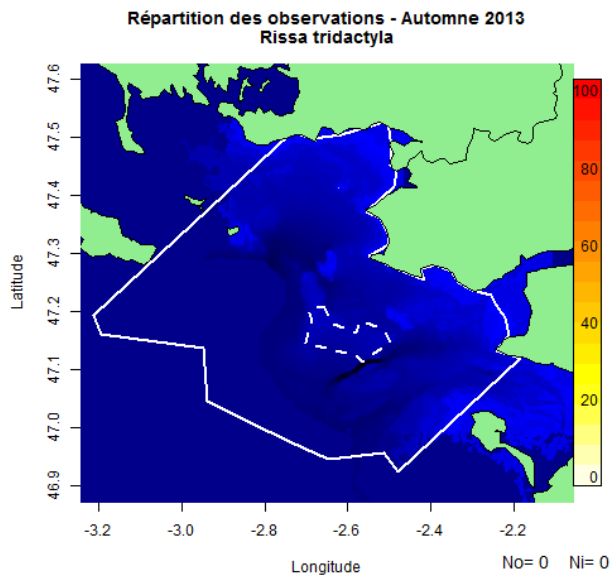 Répartition des observations - Automne 2013
Rissa tridactyla
47.6
47.5
47.4
47.3
47.2
47.1
47.0
46.9
Latitude
100
80
60
40
20
0
-3.2 -3.0 -2.8 -2.6 -2.4 -2.2
Longitude
No= 0 Ni= 0